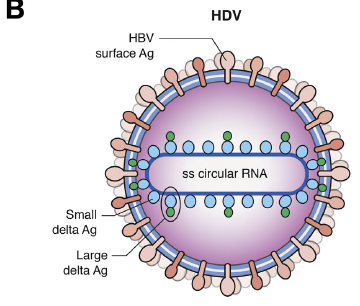 B
HDV
HBV
surface Ag
ss circular RNA
Small
delta Ag
Large
delta Ag